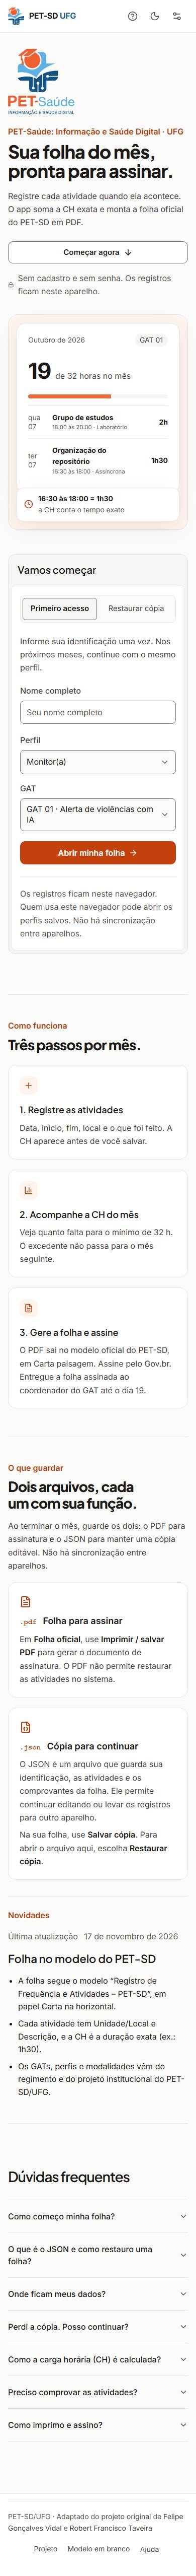 PET-SD UFG
PET-Saúde
INFORMAÇÃO E SAÚDE DIGITAL
PET-Saúde: Informação e Saúde Digital · UFG
Sua folha do mês,
pronta para assinar.
Registre cada atividade quando ela acontece.
O app soma a CH exata e monta a folha oficial
do PET-SD em PDF.
Começar agora
Sem cadastro e sem senha. Os registros
ficam neste aparelho.
Outubro de 2026
GAT 01
19 de 32 horas no mês
qua
07
Grupo de estudos
18:00 às 20:00 · Laboratório
2h
ter
07
Organização do
repositório
16:30 às 18:00 · Assíncrona
1h30
16:30 às 18:00 = 1h30
a CH conta o tempo exato
Vamos começar
Primeiro acesso
Restaurar cópia
Informe sua identificação uma vez. Nos
próximos meses, continue com o mesmo
perfil.
Nome completo
Seu nome completo
Perfil
Monitor(a)
GAT
GAT 01 · Alerta de violências com
IA
Abrir minha folha
Os registros ficam neste navegador.
Quem usa este navegador pode abrir os
perfis salvos. Não há sincronização
entre aparelhos.
Como funciona
Três passos por mês.
1. Registre as atividades
Data, início, fim, local e o que foi feito. A
CH aparece antes de você salvar.
2. Acompanhe a CH do mês
Veja quanto falta para o mínimo de 32 h.
O excedente não passa para o mês
seguinte.
3. Gere a folha e assine
O PDF sai no modelo oficial do PET-SD,
em Carta paisagem. Assine pelo Gov.br.
Entregue a folha assinada ao
coordenador do GAT até o dia 19.
O que guardar
Dois arquivos, cada
um com sua função.
Ao terminar o mês, guarde os dois: o PDF para
assinatura e o JSON para manter uma cópia
editável. Não há sincronização entre
aparelhos.
.pdf Folha para assinar
Em Folha oficial, use Imprimir / salvar
PDF para gerar o documento de
assinatura. O PDF não permite restaurar
as atividades no sistema.
.json Cópia para continuar
O JSON é um arquivo que guarda sua
identificação, as atividades e os
comprovantes da folha. Ele permite
continuar editando ou levar os registros
para outro aparelho.
Na sua folha, use Salvar cópia. Para
abrir o arquivo aqui, escolha Restaurar
cópia.
Novidades
Última atualização 17 de novembro de 2026
Folha no modelo do PET-SD
• A folha segue o modelo “Registro de
Frequência e Atividades – PET-SD”, em
papel Carta na horizontal.
• Cada atividade tem Unidade/Local e
Descrição, e a CH é a duração exata (ex.:
1h30).
• Os GATs, perfis e modalidades vêm do
regimento e do projeto institucional do PET-
SD/UFG.
Dúvidas frequentes
Como começo minha folha?
O que é o JSON e como restauro uma
folha?
Onde ficam meus dados?
Perdi a cópia. Posso continuar?
Como a carga horária (CH) é calculada?
Preciso comprovar as atividades?
Como imprimo e assino?
PET-SD/UFG · Adaptado do projeto original de Felipe
Gonçalves Vidal e Robert Francisco Taveira
Projeto Modelo em branco Ajuda